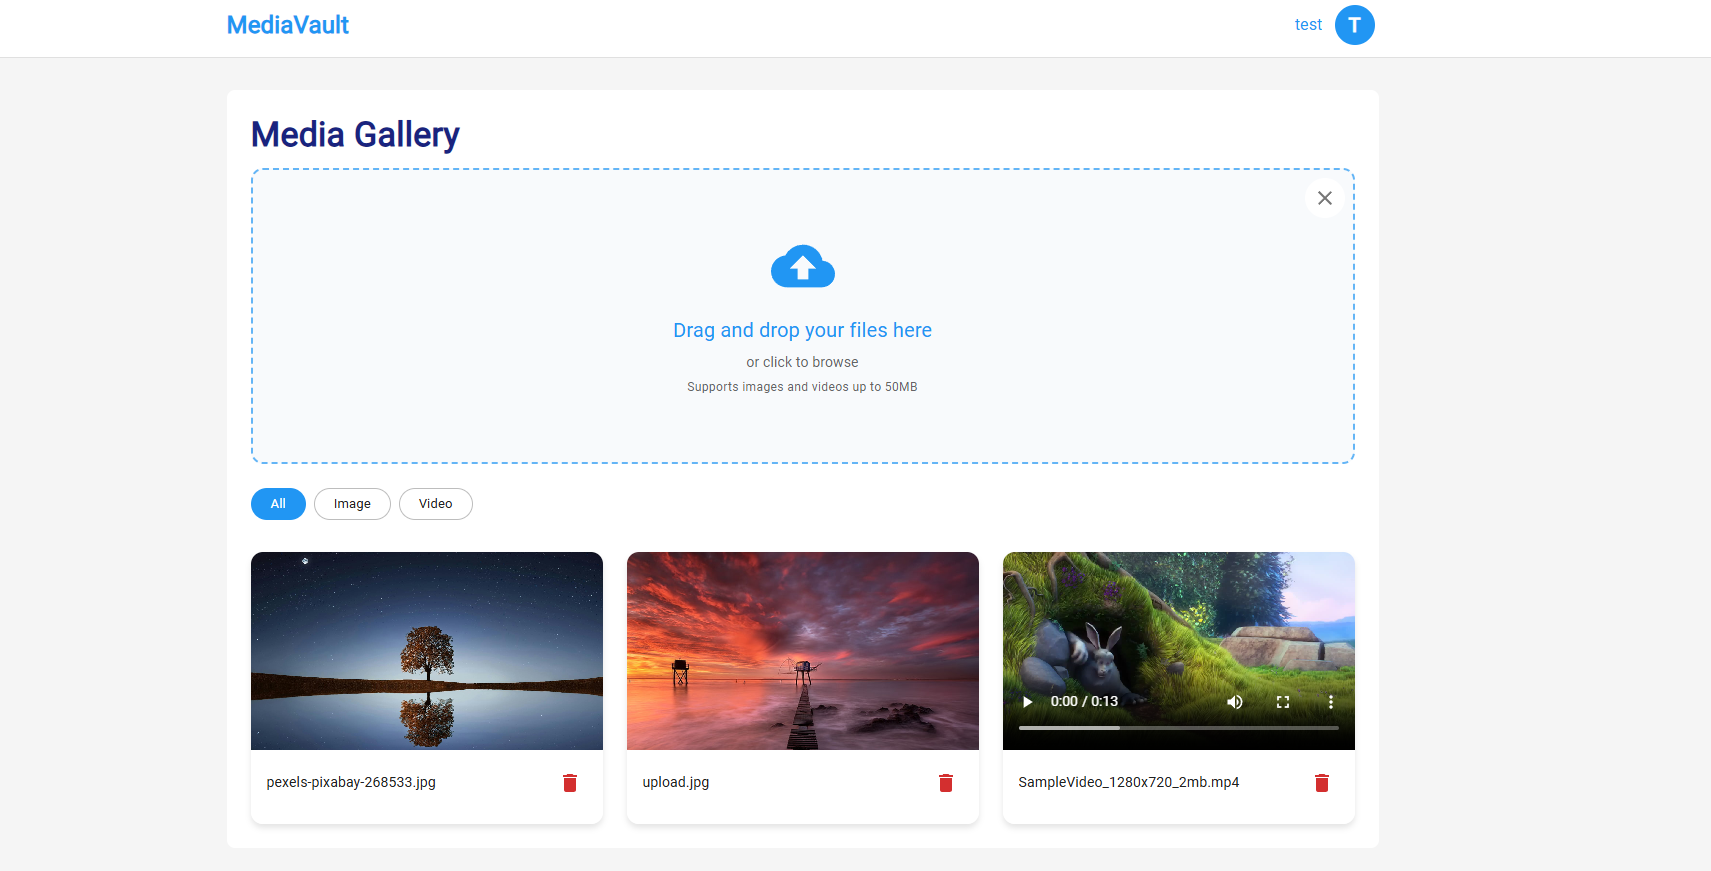 MediaVault
test
T
Media Gallery
Drag and drop your files here
or click to browse
Supports images and videos up to 50MB
All
Image
Video
0:00 / 0:13
pexels-pixabay-268533.jpg
upload.jpg
SampleVideo_1280x720_2mb.mp4